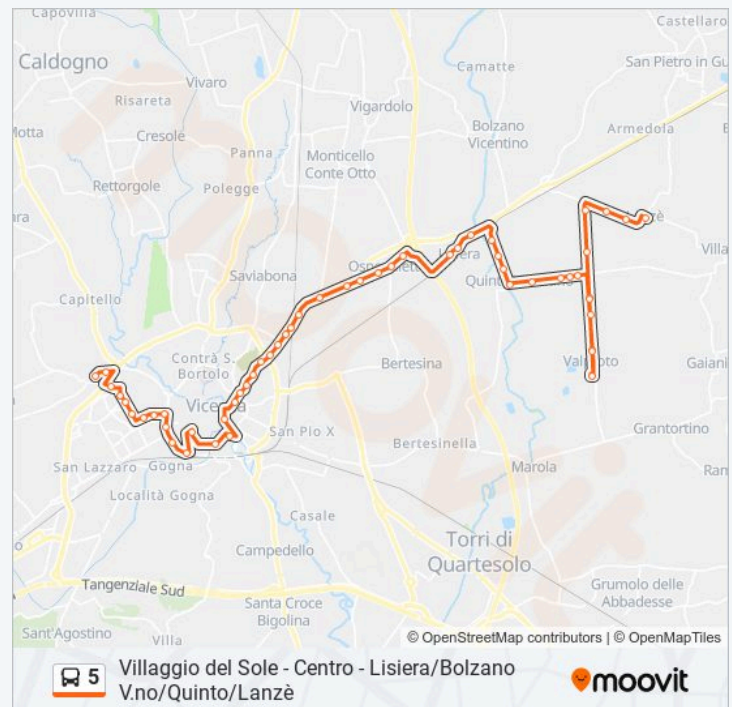 Capovilla
Castellaro
Caldogno
Camatte
San Pietro in Gu
Vivaro
Risareta
Vigardolo
Armedola
Motta
Cresole
Bolzano
Vicentino
Panna
Monticello
Conte Otto
Rettorgole
Polegge
Villa
Saviabona
Capitello
Contrà S.
Bortolo
Bertesina
Gaiani
San Pio X
Grantortino
Bertesinella
San Lazzaro
Gogna
Marola
Località Gogna
Casale
Torri di
Quartesolo
Campedello
Tangenziale Sud
Santa Croce
Bigolina
Grumolo delle
Abbadesse
Sant'Agostino
Villa
© OpenStreetMap contributors | © OpenMapTiles
5
Villaggio del Sole - Centro - Lisiera/Bolzano
V.no/Quinto/Lanzè
moovit